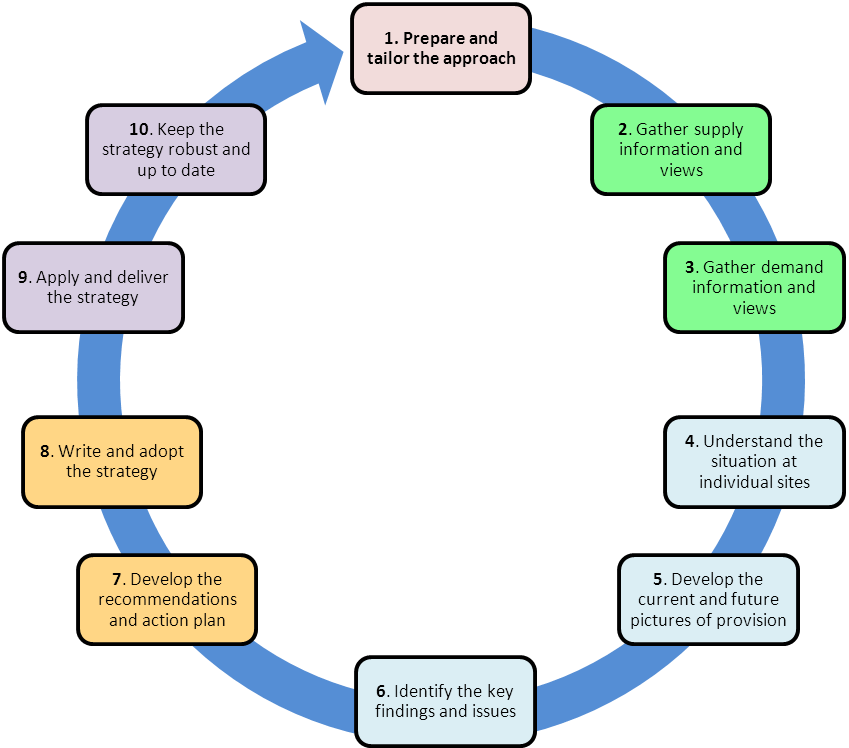 1. Prepare and
tailor the approach
2. Gather supply
information and
views
3. Gather demand
information and
views
4. Understand the
situation at
individual sites
5. Develop the
current and future
pictures of provision
6. Identify the key
findings and issues
7. Develop the
recommendations
and action plan
8. Write and adopt
the strategy
9. Apply and deliver
the strategy
10. Keep the
strategy robust and
up to date